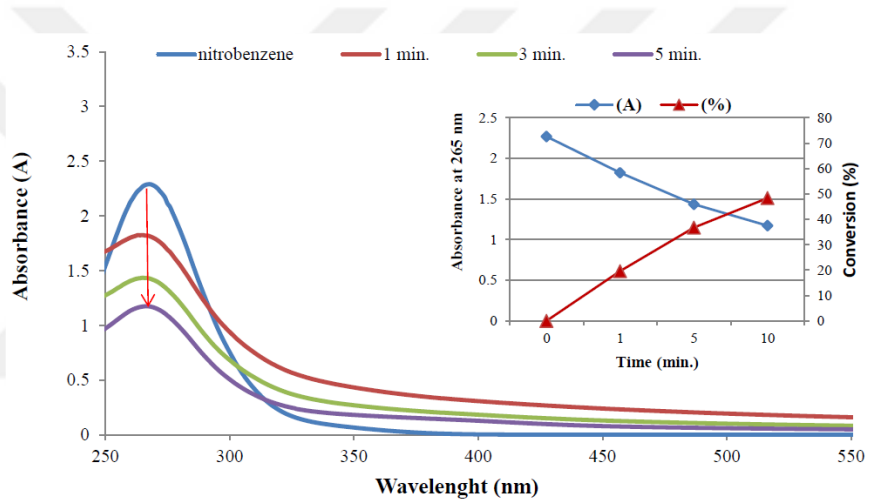 nitrobenzene 1 min. 3 min. 5 min.
3.5
3
2.5
2
1.5
1
0.5
0
Absorbance (A)
250 300 350 400 450 500 550
Wavelenght (nm)
(A) (%)
2.5
2
1.5
1
0.5
0
Absorbance at 265 nm
80
70
60
50
40
30
20
10
0
Conversion (%)
0 1 5 10
Time (min.)